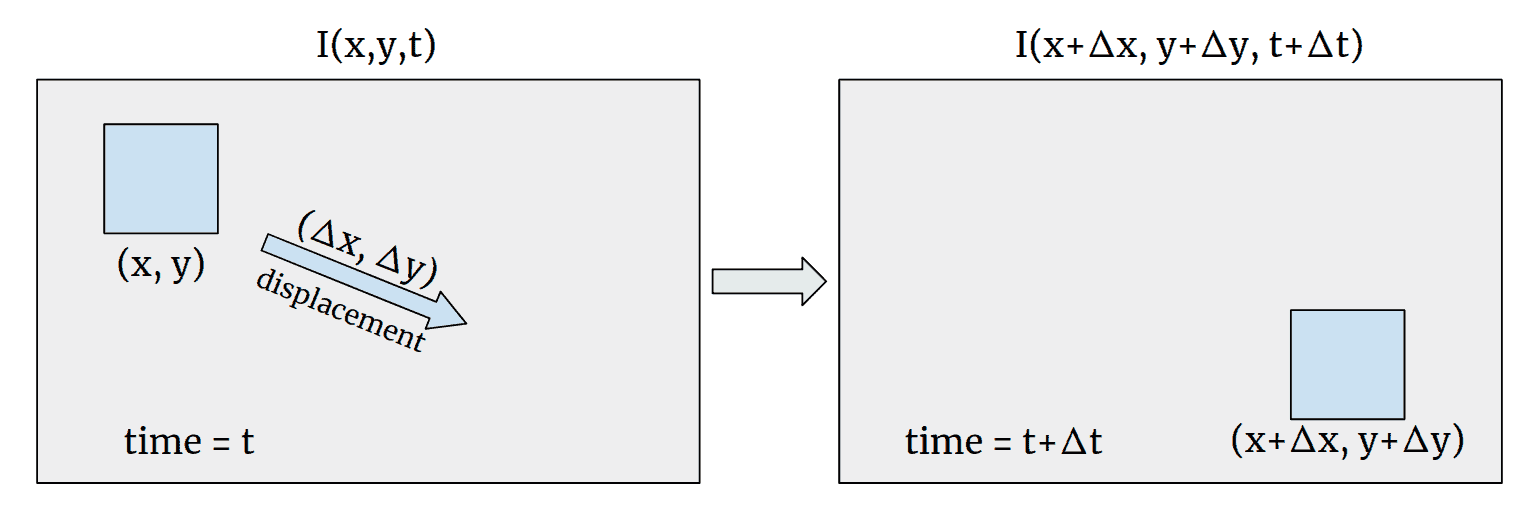 I(x,y,t)
(x, y)
(Δx, Δy)
displacement
time = t
I(x+Δx, y+Δy, t+Δt)
time = t+Δt
(x+Δx, y+Δy)